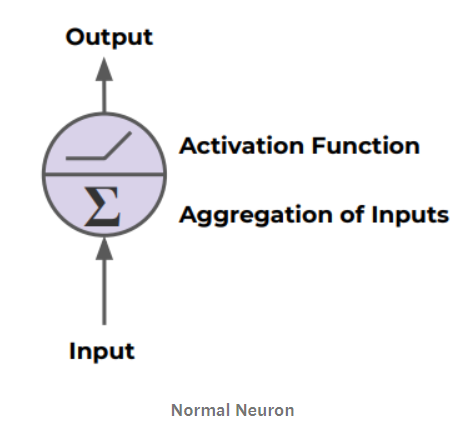 Output
Activation Function
Σ
Aggregation of Inputs
Input
Normal Neuron